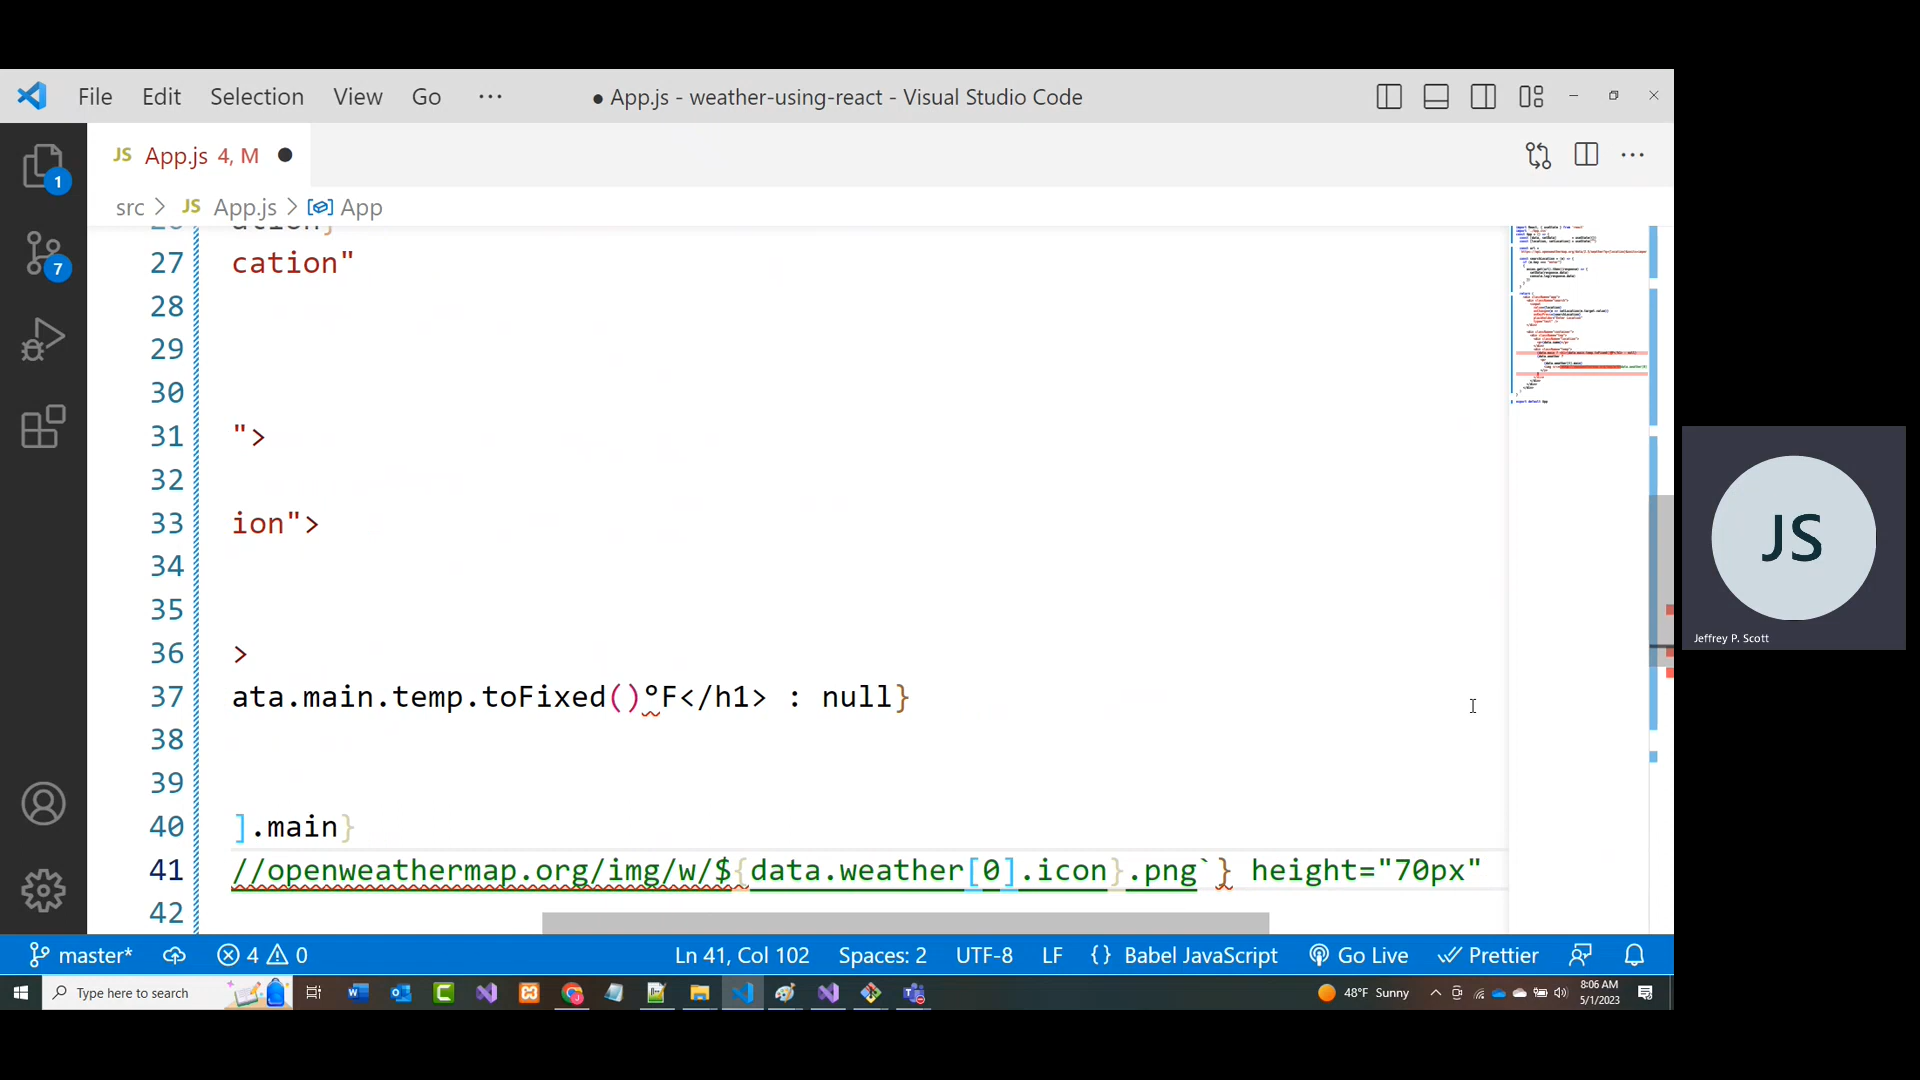 File Edit Selection View Go ··· ● App.js - weather-using-react - Visual Studio Code
JS App.js 4, M ●
src > JS App.js > App
26 ation}
27 cation"
28
29
30
31 ">
32
33 ion">
34
35
36 >
37 ata.main.temp.toFixed()°F</h1> : null}
38
39
40 ].main}
41 //openweathermap.org/img/w/${data.weather[0].icon}.png`} height="70px"
42
1
7
JS
Jeffrey P. Scott
master* 4 0 Ln 41, Col 102 Spaces: 2 UTF-8 LF {} Babel JavaScript Go Live Prettier
Type here to search
48°F Sunny
8:06 AM
5/1/2023